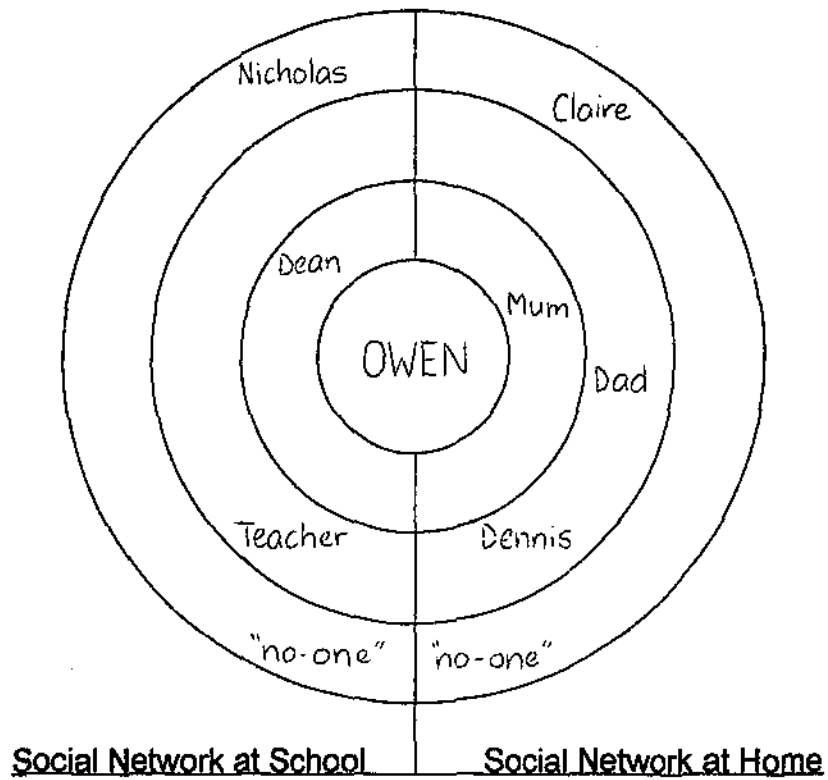 Nicholas
Claire
Dean
Mum
OWEN
Dad
Teacher
Dennis
"no-one"
"no-one"
Social Network at School
Social Network at Home